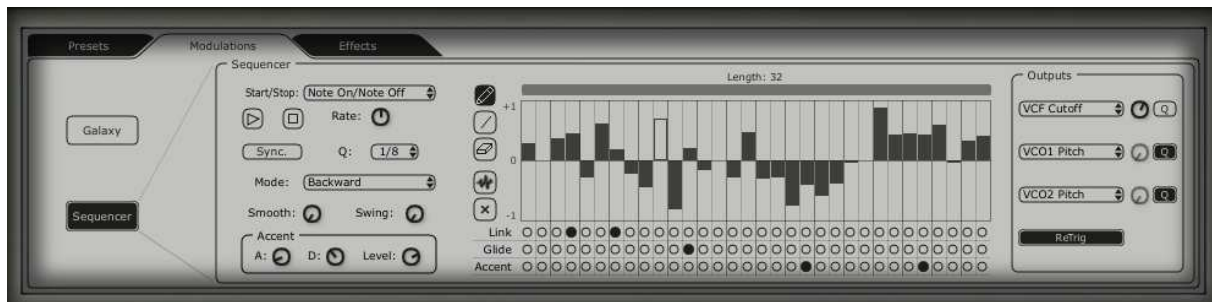 Presets Modulations Effects
Galaxy
Sequencer
Sequencer
Start/Stop: Note On/Note Off
Rate:
Sync. Q: 1/8
Mode: Backward
Smooth: Swing:
Accent
A: D: Level:
Length: 32
+1
0
-1
Link
Glide
Accent
Outputs
VCF Cutoff Q
VCO1 Pitch Q
VCO2 Pitch Q
ReTrig